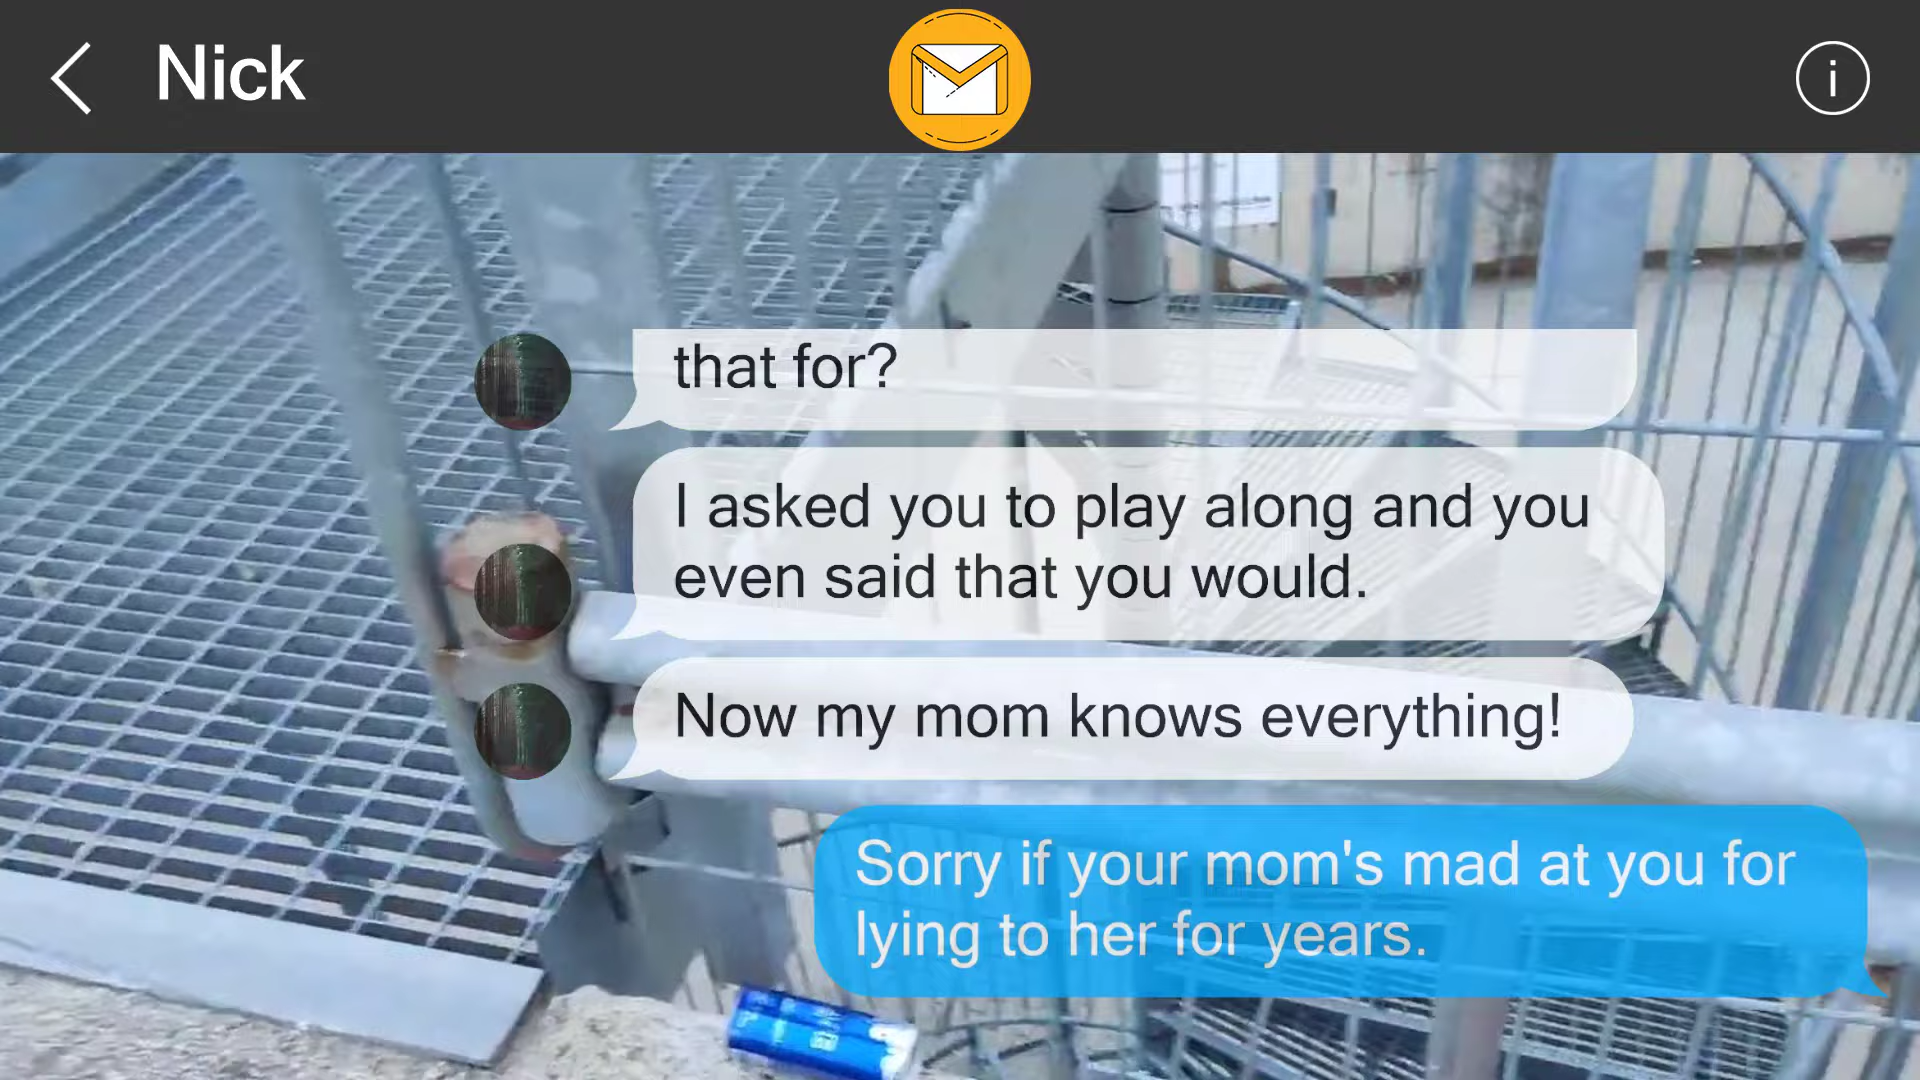 Nick
that for?
I asked you to play along and you
even said that you would.
Now my mom knows everything!
Sorry if your mom's mad at you for
lying to her for years.